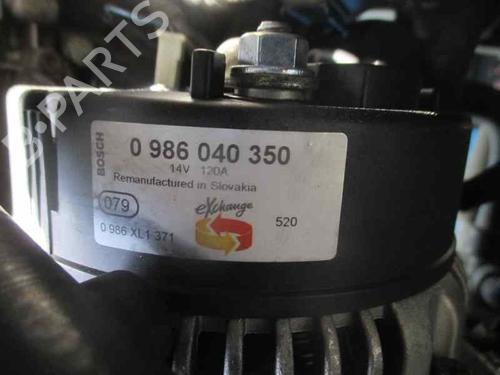 B-PARTS
BOSCH
0 986 040 350
14V 120A
Remanufactured in Slovakia
079
eXchange
520
0 986 XL1 371